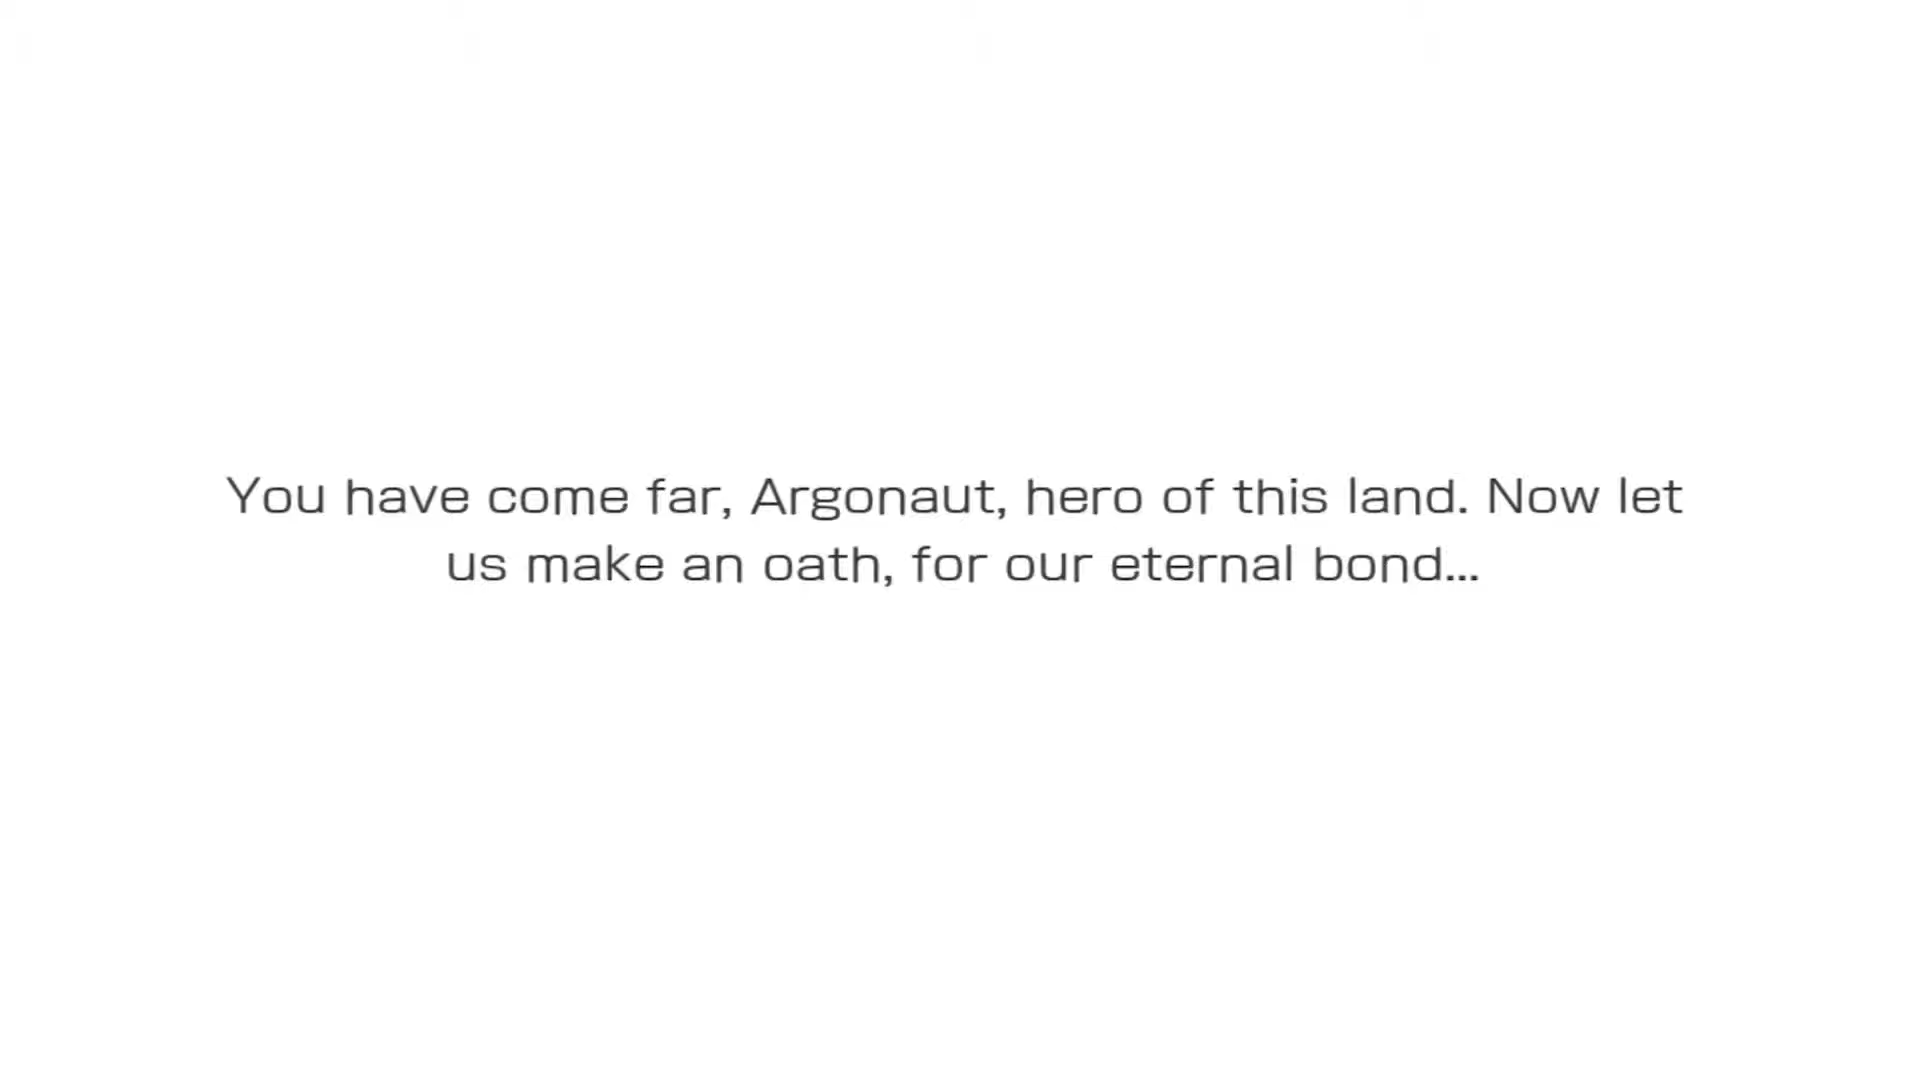 You have come far, Argonaut, hero of this land. Now let
us make an oath, for our eternal bond...